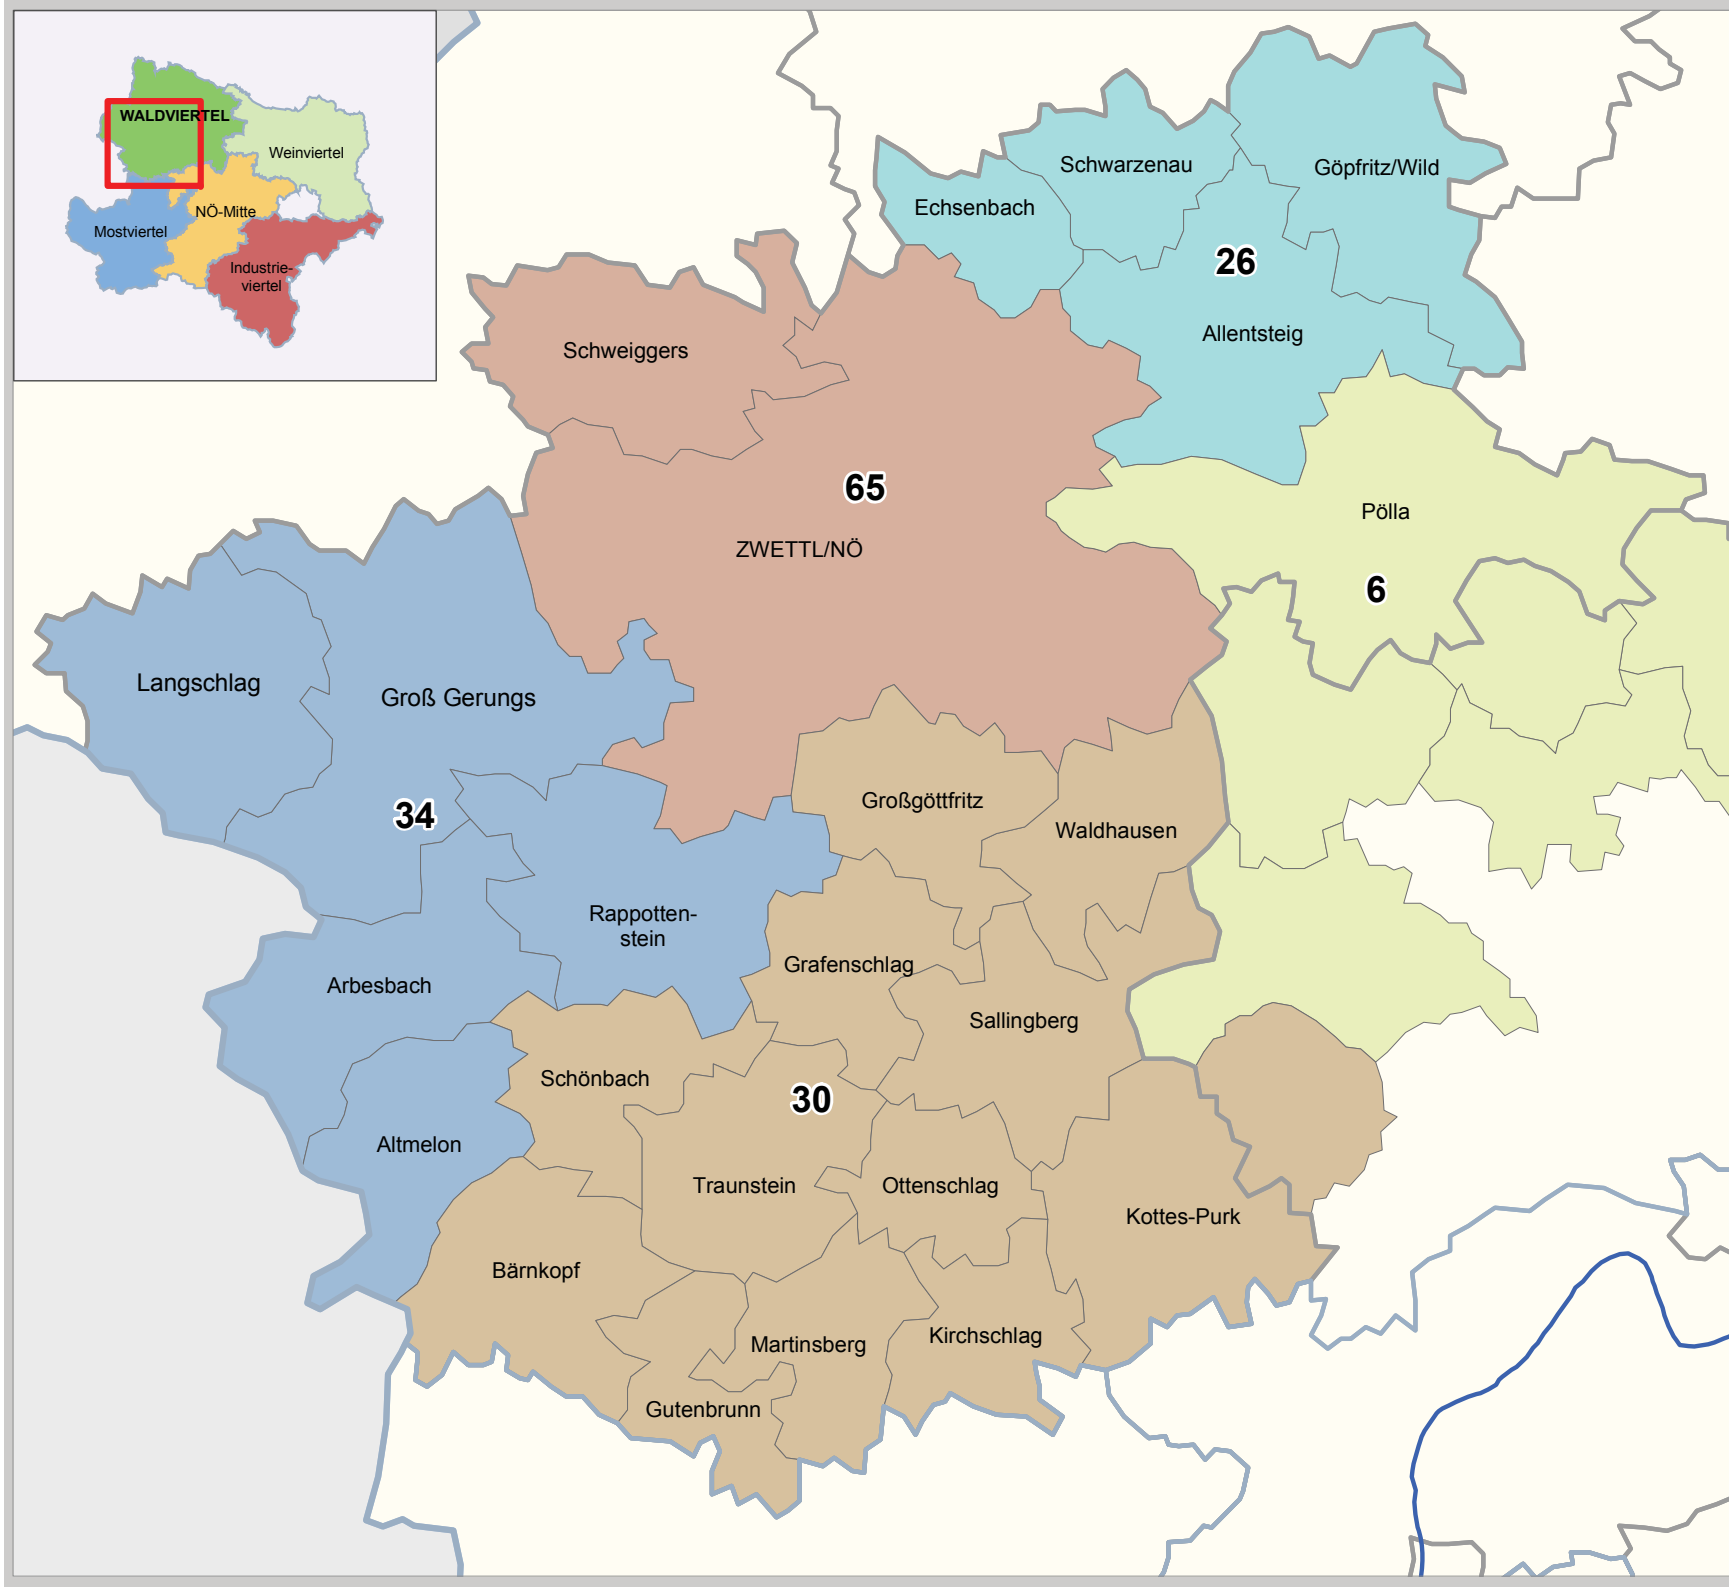 WALDVIERTEL
Weinviertel
NÖ-Mitte
Mostviertel
Industrie-
viertel
Schwarzenau
Göpfritz/Wild
Echsenbach
26
Allentsteig
Schweiggers
65
ZWETTL/NÖ
Pölla
6
Langschlag
Groß Gerungs
34
Großgöttfritz
Waldhausen
Rappotten-
stein
Grafenschlag
Arbesbach
Sallingberg
Schönbach
30
Altmelon
Traunstein
Ottenschlag
Kottes-Purk
Bärnkopf
Martinsberg
Kirchschlag
Gutenbrunn